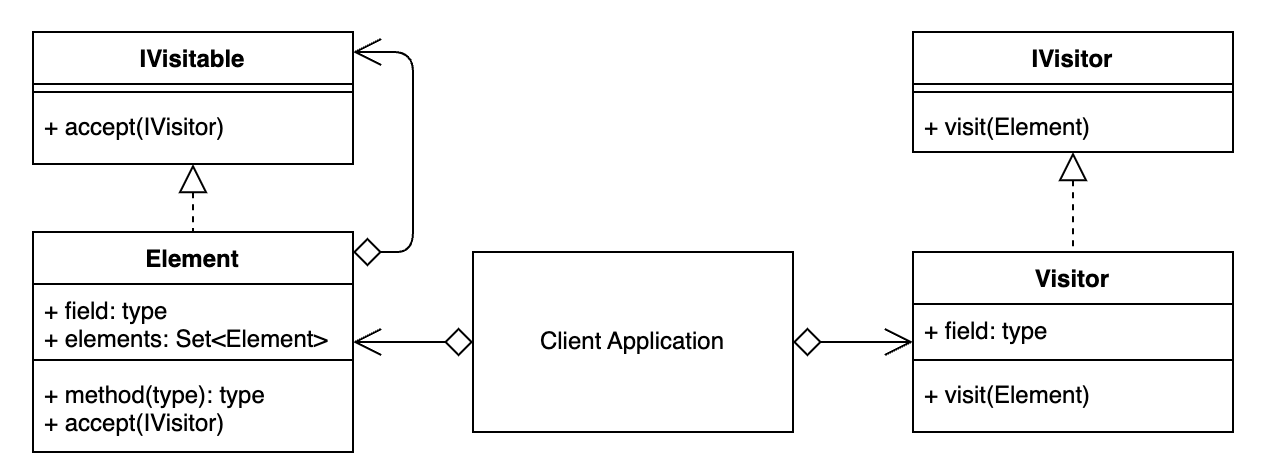 IVisitable
+ accept(IVisitor)
Element
+ field: type
+ elements: Set<Element>
+ method(type): type
+ accept(IVisitor)
Client Application
IVisitor
+ visit(Element)
Visitor
+ field: type
+ visit(Element)